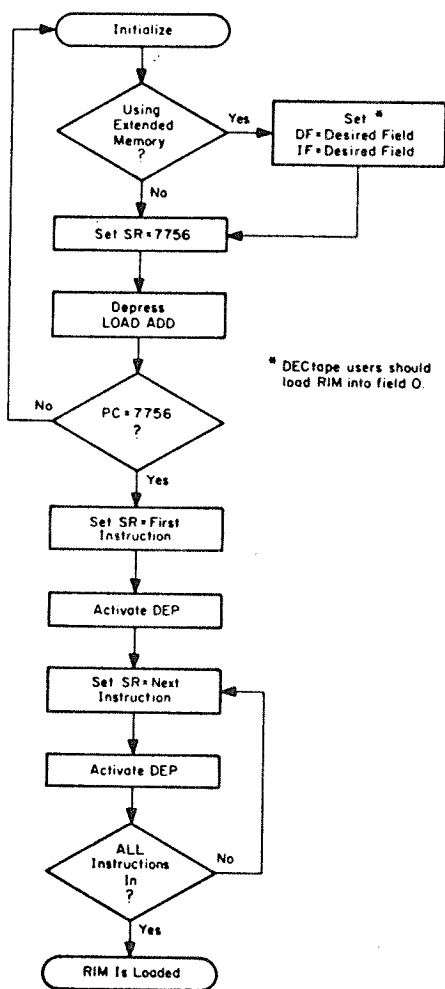 Initialize
Using
Extended
Memory
?
Yes
Set *
DF=Desired Field
IF=Desired Field
No
Set SR=7756
Depress
LOAD ADD
* DECtape users should
load RIM into field 0.
No
PC=7756
?
Yes
Set SR=First
Instruction
Activate DEP
Set SR=Next
Instruction
Activate DEP
ALL
Instructions
In
?
No
Yes
RIM Is Loaded